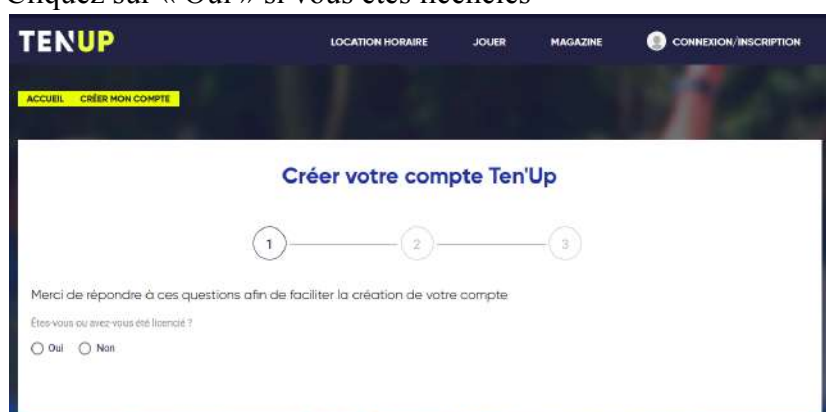 Cliquez sur « Oui » si vous êtes licenciés
TENUP
LOCATION HORAIRE JOUER MAGAZINE CONNEXION/INSCRIPTION
ACCUEIL CRÉER MON COMPTE
Créer votre compte Ten'Up
1 2 3
Merci de répondre à ces questions afin de faciliter la création de votre compte
Êtes-vous ou avez-vous été licencié ?
Oui Non